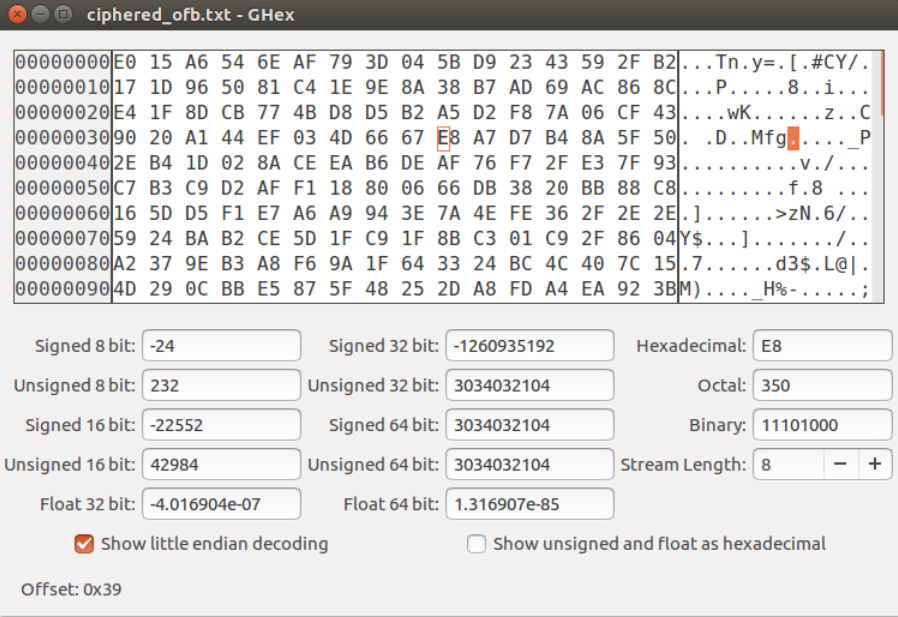 ciphered_ofb.txt - GHex
00000000 E0 15 A6 54 6E AF 79 3D 04 5B D9 23 43 59 2F B2 ...Tn.y=.[.#CY/.
00000010 17 1D 96 50 81 C4 1E 9E 8A 38 B7 AD 69 AC 86 8C ...P.....8..i...
00000020 E4 1F 8D CB 77 4B D8 D5 B2 A5 D2 F8 7A 06 CF 43 ....wK......z..C
00000030 90 20 A1 44 EF 03 4D 66 67 E8 A7 D7 B4 8A 5F 50 . .D..Mfg....._P
00000040 2E B4 1D 02 8A CE EA B6 DE AF 76 F7 2F E3 7F 93 ..........v./...
00000050 C7 B3 C9 D2 AF F1 18 80 06 66 DB 38 20 BB 88 C8 .........f.8 ...
00000060 16 5D D5 F1 E7 A6 A9 94 3E 7A 4E FE 36 2F 2E 2E .]......>zN.6/..
00000070 59 24 BA B2 CE 5D 1F C9 1F 8B C3 01 C9 2F 86 04 Y$...]......./..
00000080 A2 37 9E B3 A8 F6 9A 1F 64 33 24 BC 4C 40 7C 15 .7......d3$.L@|.
00000090 4D 29 0C BB E5 87 5F 48 25 2D A8 FD A4 EA 92 3B M)...._H%-.....;
Signed 8 bit: -24 Signed 32 bit: -1260935192 Hexadecimal: E8
Unsigned 8 bit: 232 Unsigned 32 bit: 3034032104 Octal: 350
Signed 16 bit: -22552 Signed 64 bit: 3034032104 Binary: 11101000
Unsigned 16 bit: 42984 Unsigned 64 bit: 3034032104 Stream Length: 8 − +
Float 32 bit: -4.016904e-07 Float 64 bit: 1.316907e-85
Show little endian decoding Show unsigned and float as hexadecimal
Offset: 0x39